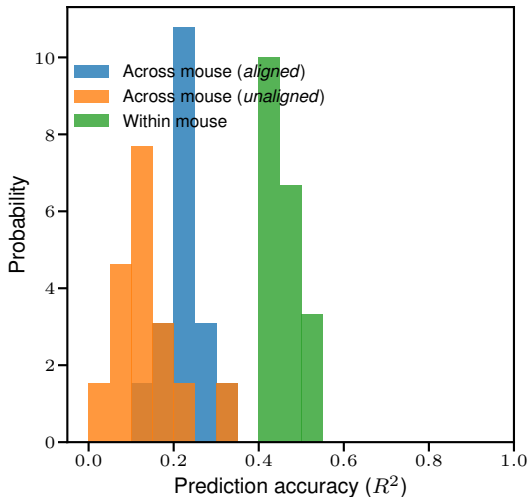 10
8
6
4
2
0
Probability
Across mouse (aligned)
Across mouse (unaligned)
Within mouse
0.0 0.2 0.4 0.6 0.8 1.0
Prediction accuracy (R²)